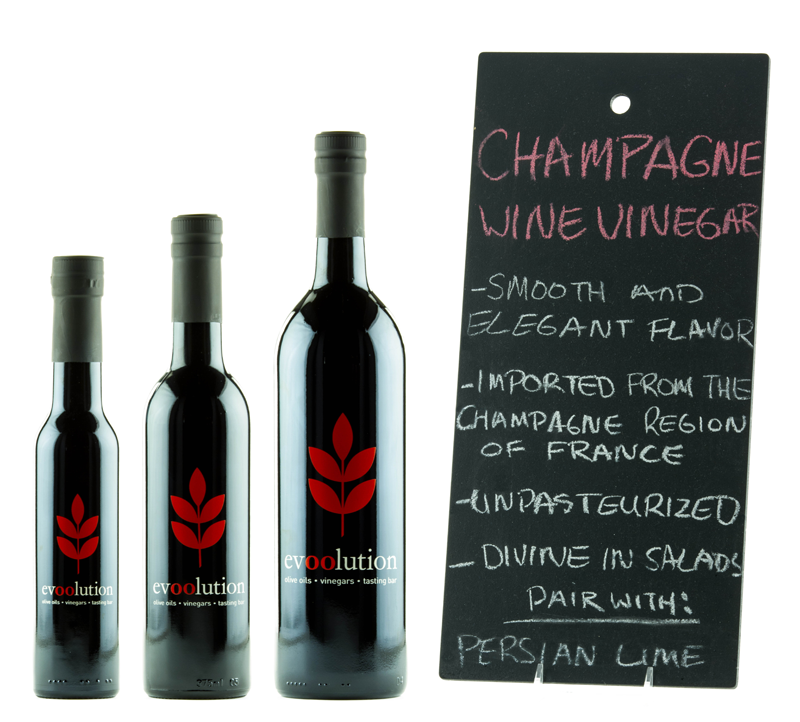 evoolution
olive oils • vinegars • tasting bar
evoolution
olive oils • vinegars • tasting bar
evoolution
olive oils • vinegars • tasting bar
CHAMPAGNE
WINE VINEGAR
-SMOOTH AND
ELEGANT FLAVOR
-IMPORTED FROM THE
CHAMPAGNE REGION
OF FRANCE
-UNPASTEURIZED
- DIVINE IN SALADS
PAIR WITH:
PERSIAN LIME